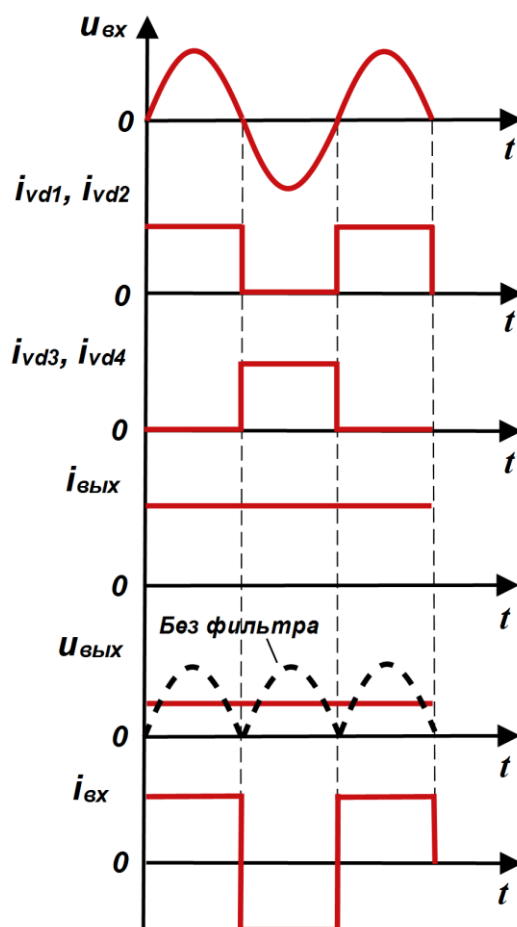 uвх
0
t
ivd1, ivd2
0
t
ivd3, ivd4
0
t
iвых
0
t
Без фильтра
uвых
0
t
iвх
0
t